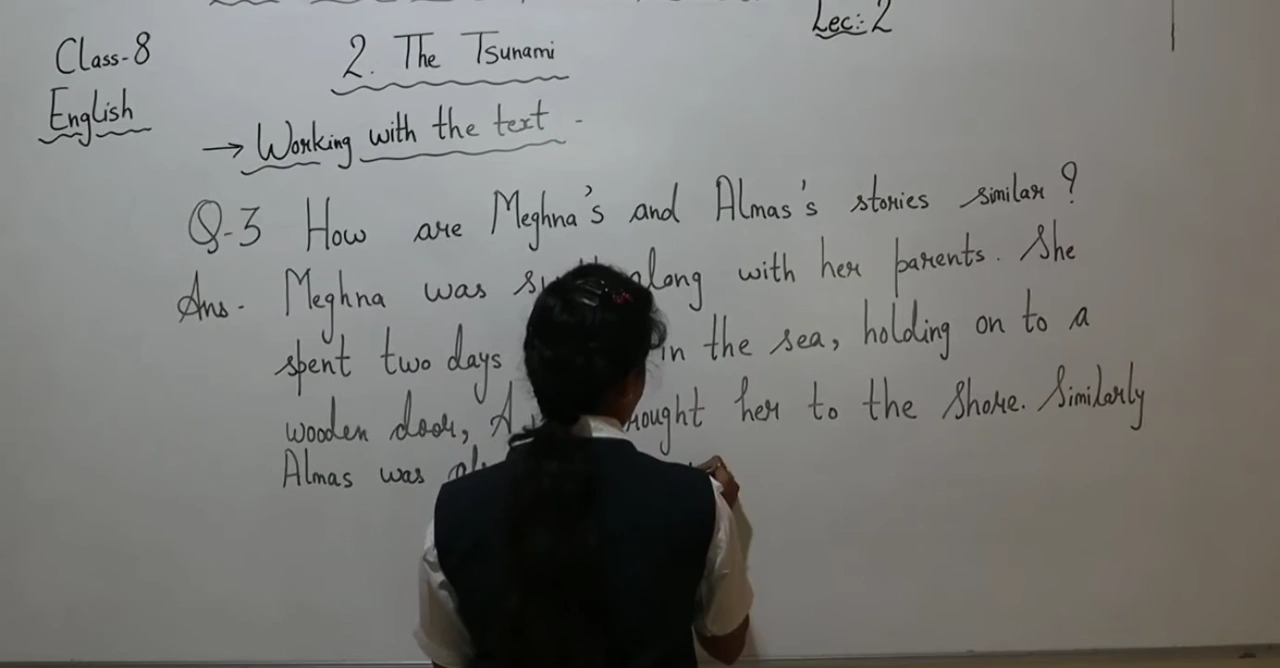 Lec: 2
Class-8
English
2. The Tsunami
→ Working with the text -
Q-3 How are Meghna's and Almas's stories similar?
Ans- Meghna was along with her parents. She
spent two days in the sea, holding on to a
wooden door, her to the shore. Similarly
Almas was